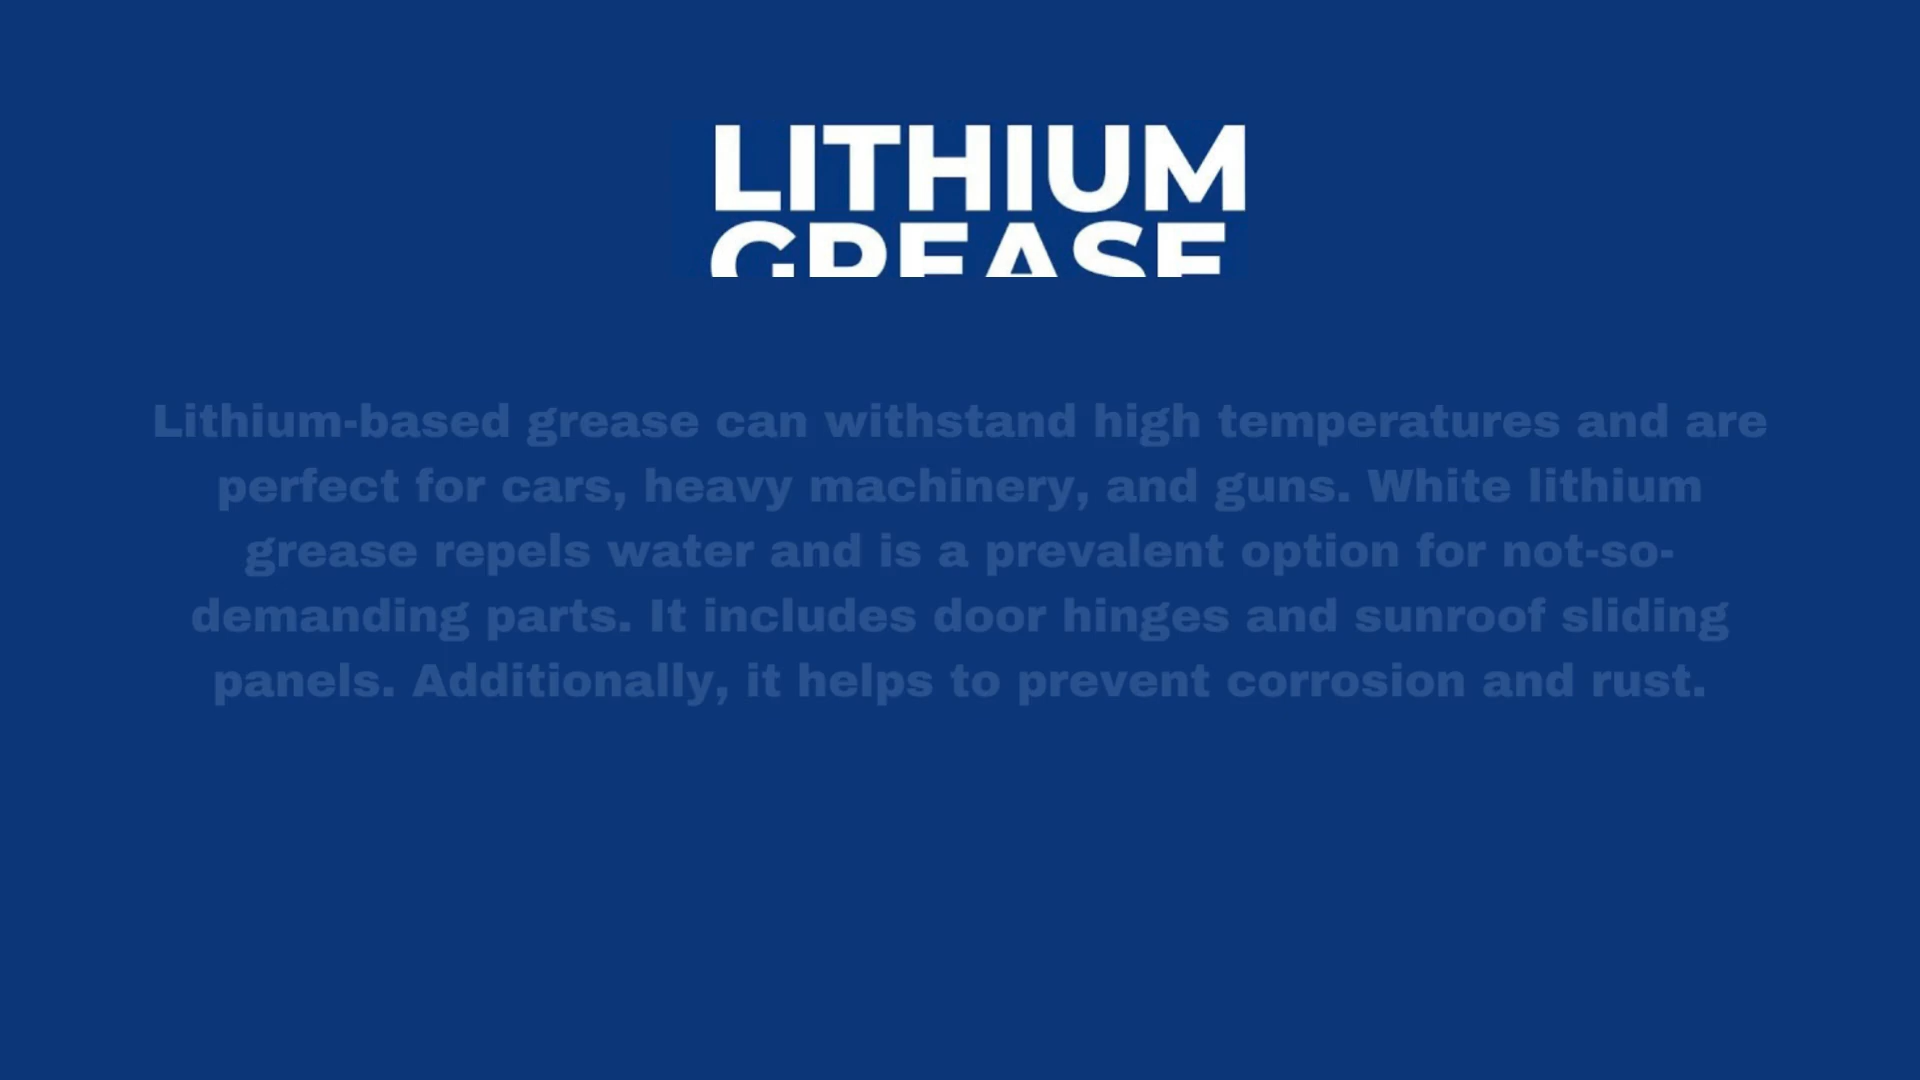 LITHIUM
GREASE
Lithium-based grease can withstand high temperatures and are
perfect for cars, heavy machinery, and guns. White lithium
grease repels water and is a prevalent option for not-so-
demanding parts. It includes door hinges and sunroof sliding
panels. Additionally, it helps to prevent corrosion and rust.